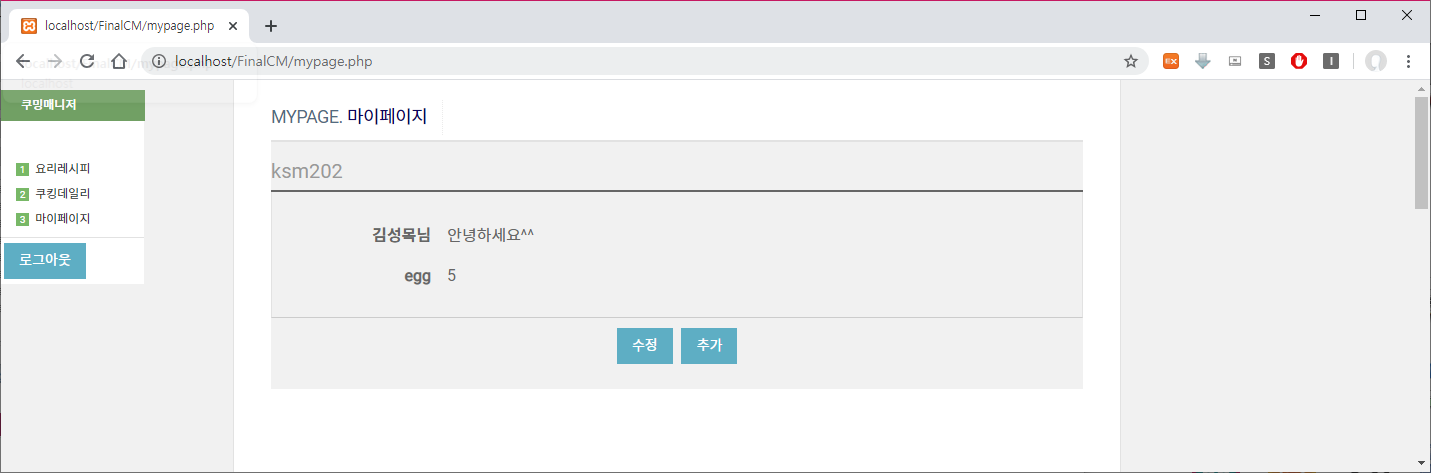 localhost/FinalCM/mypage.php
localhost/FinalCM/mypage.php
쿠밍매니저
1 요리레시피
2 쿠킹데일리
3 마이페이지
로그아웃
MYPAGE. 마이페이지
ksm202
김성목님 안녕하세요^^
egg 5
수정 추가